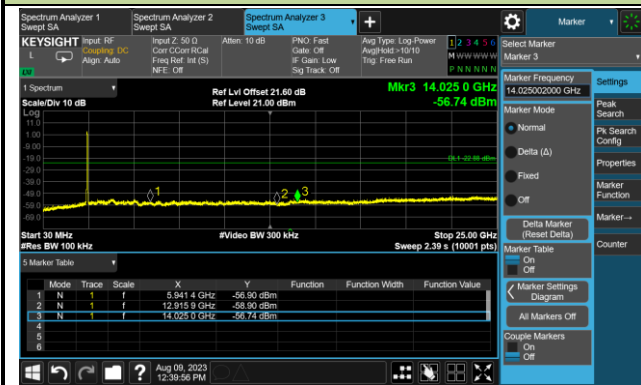 Spectrum Analyzer 1
Swept SA
Spectrum Analyzer 2
Swept SA
Spectrum Analyzer 3
Swept SA
Marker
KEYSIGHT
L
Input: RF
Coupling: DC
Align: Auto
Input Z: 50 Ω
Corr CCorr RCal
Freq Ref: Int (S)
NFE: Off
Atten: 10 dB
PNO: Fast
Gate: Off
IF Gain: Low
Sig Track: Off
Avg Type: Log-Power
Avg|Hold:>10/10
Trig: Free Run
1 2 3 4 5 6
M W W W W W
P N N N N N
1 Spectrum
Scale/Div 10 dB
Ref Lvl Offset 21.60 dB
Ref Level 21.00 dBm
Mkr3 14.025 0 GHz
-56.74 dBm
Log
11.0
1.00
-9.00
-19.0
-29.0
-39.0
-49.0
-59.0
-69.0
DL1 -22.88 dBm
1
2
3
Start 30 MHz
#Res BW 100 kHz
#Video BW 300 kHz
Stop 25.00 GHz
Sweep 2.39 s (10001 pts)
5 Marker Table
Mode Trace Scale X Y Function Function Width Function Value
1 N 1 f 5.941 4 GHz -56.90 dBm
2 N 1 f 12.915 9 GHz -58.90 dBm
3 N 1 f 14.025 0 GHz -56.74 dBm
4
5
6
Select Marker
Marker 3
Marker Frequency
14.025002000 GHz
Marker Mode
Normal
Delta (Δ)
Fixed
Off
Delta Marker
(Reset Delta)
Marker Table
On
Off
Marker Settings
Diagram
All Markers Off
Couple Markers
On
Off
Settings
Peak
Search
Pk Search
Config
Properties
Marker
Function
Marker→
Counter
Aug 09, 2023
12:39:56 PM